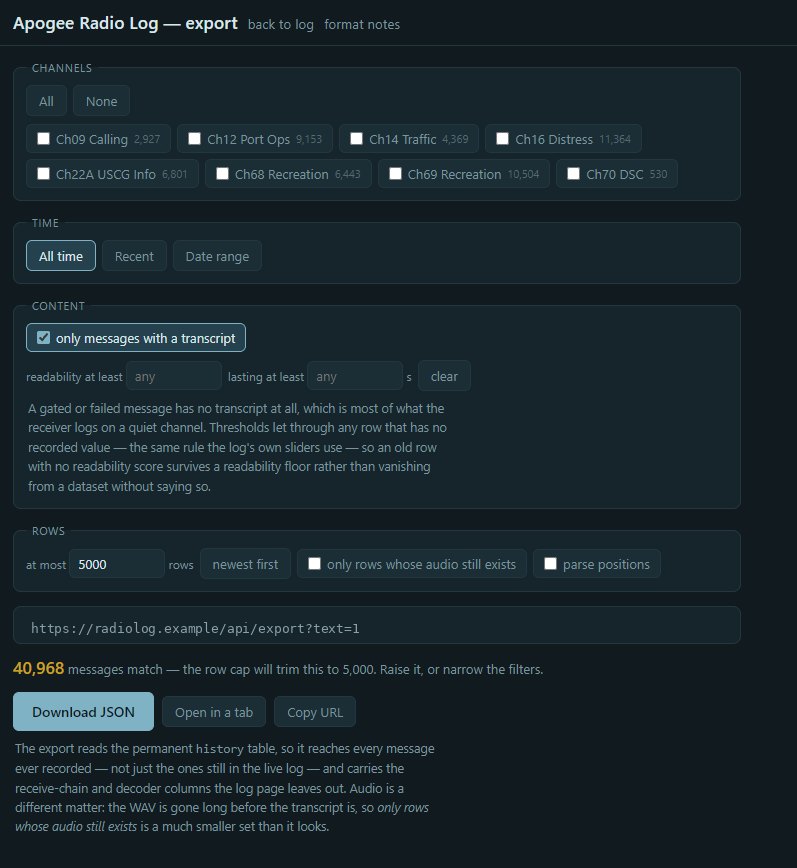 Apogee Radio Log — export back to log format notes
CHANNELS
All None
Ch09 Calling 2,927 Ch12 Port Ops 9,153 Ch14 Traffic 4,369 Ch16 Distress 11,364
Ch22A USCG Info 6,801 Ch68 Recreation 6,443 Ch69 Recreation 10,504 Ch70 DSC 530
TIME
All time Recent Date range
CONTENT
only messages with a transcript
readability at least any lasting at least any s clear
A gated or failed message has no transcript at all, which is most of what the
receiver logs on a quiet channel. Thresholds let through any row that has no
recorded value — the same rule the log's own sliders use — so an old row
with no readability score survives a readability floor rather than vanishing
from a dataset without saying so.
ROWS
at most 5000 rows newest first only rows whose audio still exists parse positions
https://radiolog.example/api/export?text=1
40,968 messages match — the row cap will trim this to 5,000. Raise it, or narrow the filters.
Download JSON Open in a tab Copy URL
The export reads the permanent history table, so it reaches every message
ever recorded — not just the ones still in the live log — and carries the
receive-chain and decoder columns the log page leaves out. Audio is a
different matter: the WAV is gone long before the transcript is, so only rows
whose audio still exists is a much smaller set than it looks.